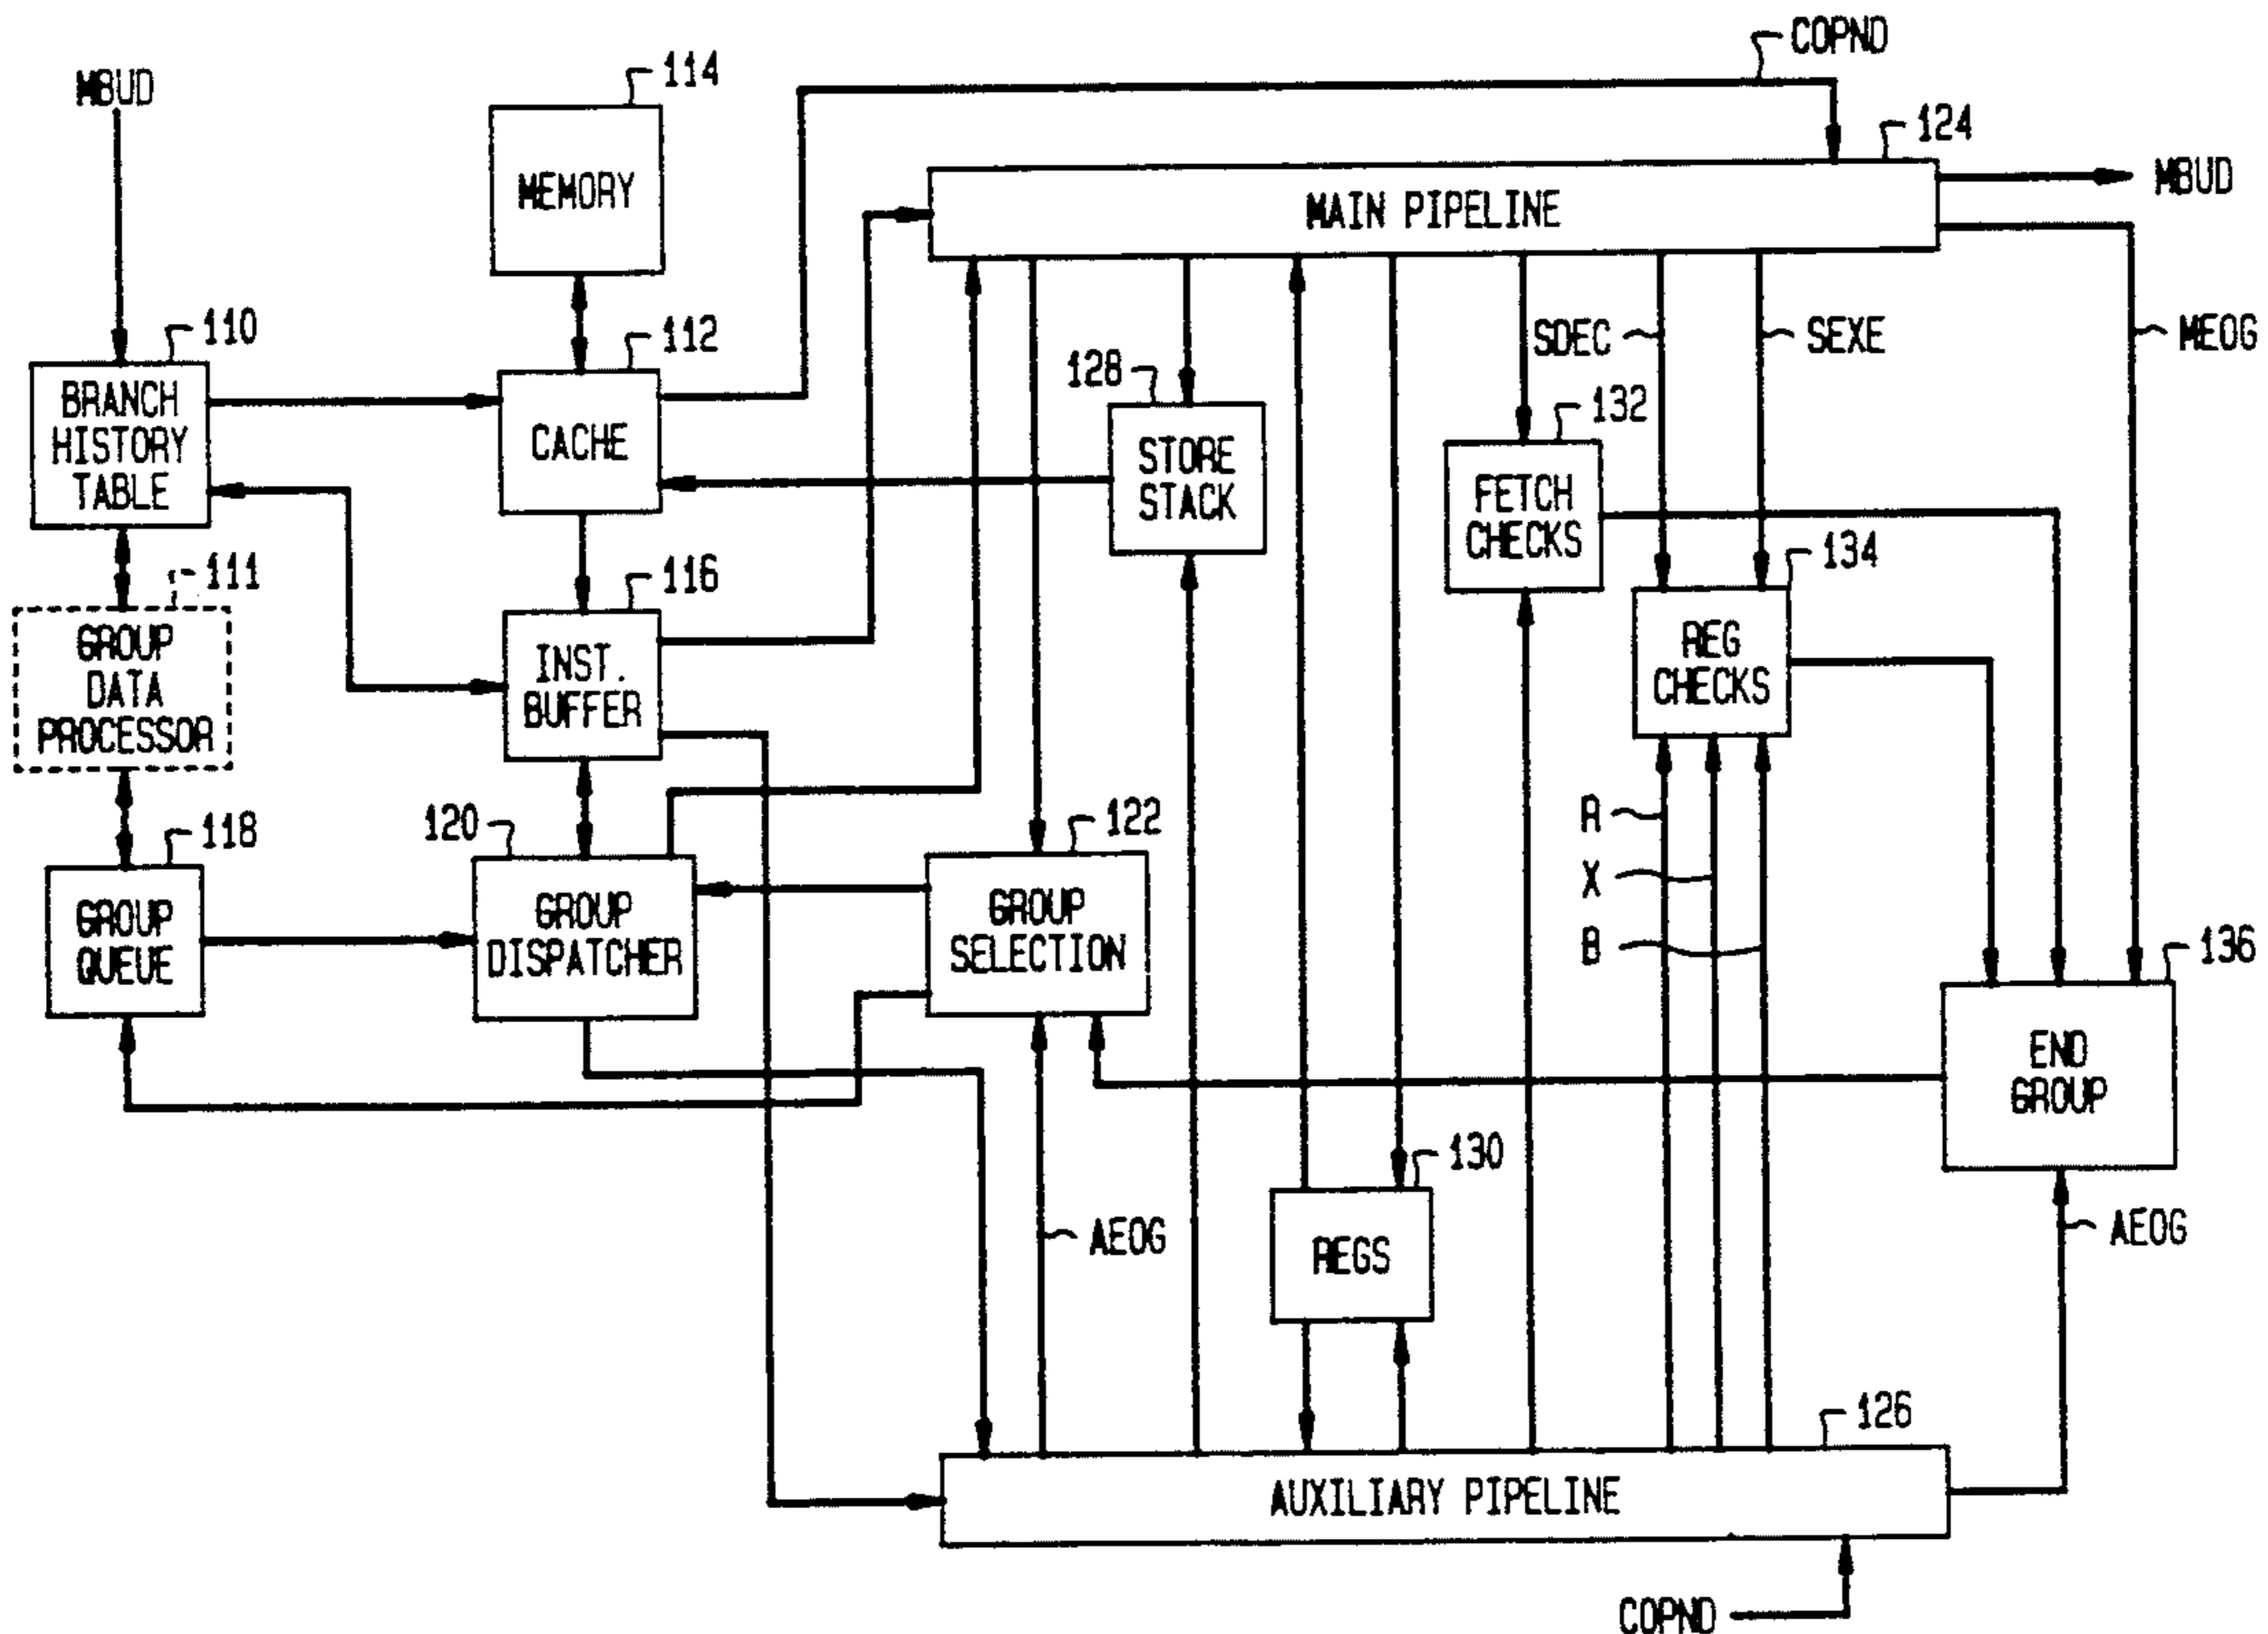 COPND
MBUD
114
124
MEMORY
MAIN PIPELINE
MBUD
110
112
SDEC
SEXE
MEOG
128
132
BRANCH
HISTORY
TABLE
CACHE
STORE
STACK
FETCH
CHECKS
111
116
134
GROUP
DATA
PROCESSOR
INST.
BUFFER
REG
CHECKS
118
120
122
A
X
B
GROUP
QUEUE
GROUP
DISPATCHER
GROUP
SELECTION
136
END
GROUP
130
AEOG
REGS
AEOG
126
AUXILIARY PIPELINE
COPND